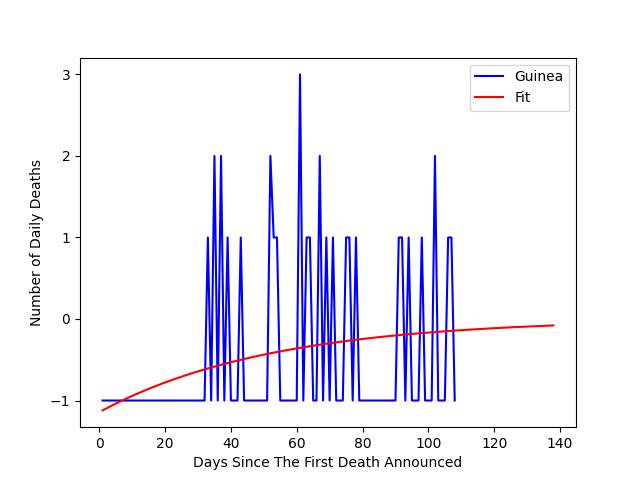 Guinea
Fit
3
2
1
0
−1
Number of Daily Deaths
0 20 40 60 80 100 120 140
Days Since The First Death Announced